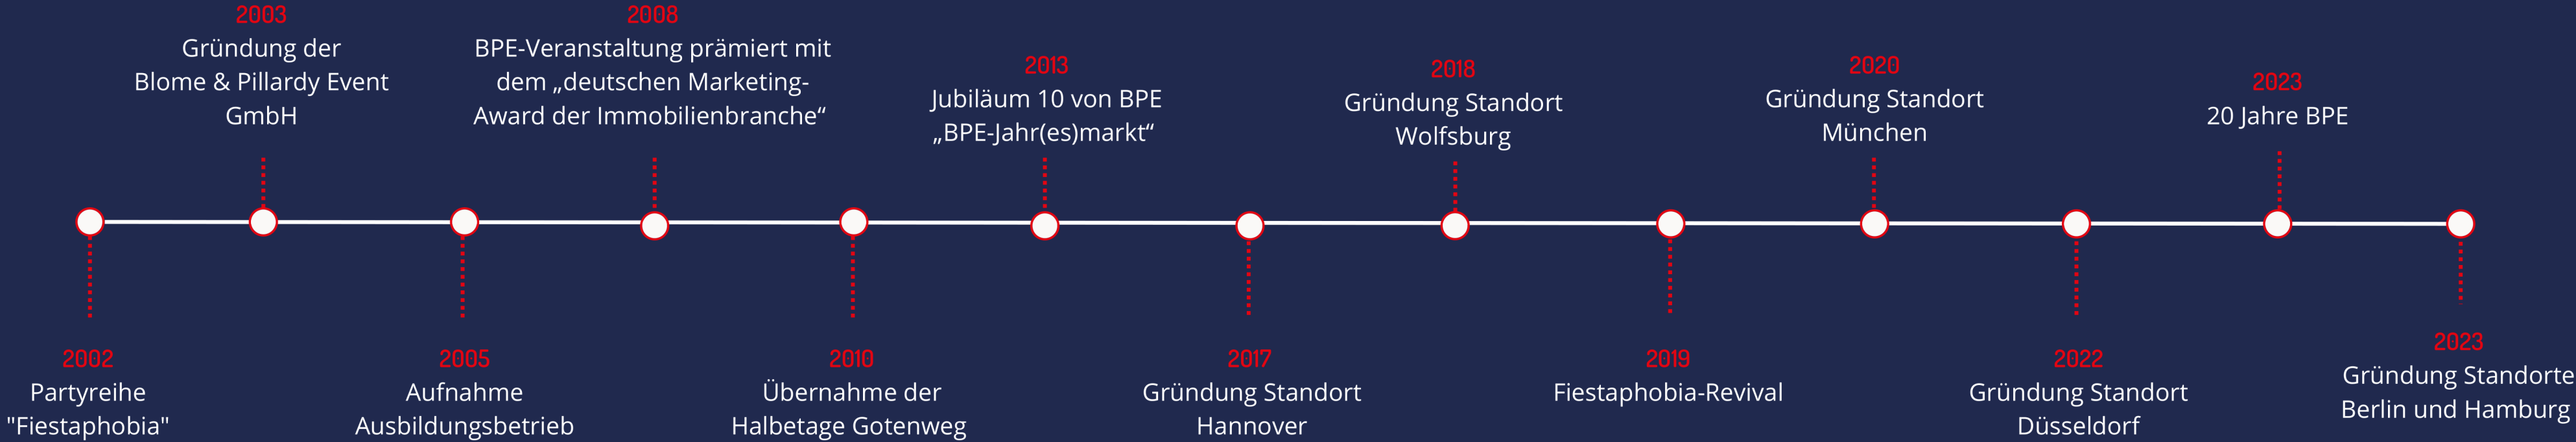 2002
Partyreihe
"Fiestaphobia"
2003
Gründung der
Blome & Pillardy Event
GmbH
2005
Aufnahme
Ausbildungsbetrieb
2008
BPE-Veranstaltung prämiert mit
dem „deutschen Marketing-
Award der Immobilienbranche“
2010
Übernahme der
Halbetage Gotenweg
2013
Jubiläum 10 von BPE
„BPE-Jahr(es)markt“
2017
Gründung Standort
Hannover
2018
Gründung Standort
Wolfsburg
2019
Fiestaphobia-Revival
2020
Gründung Standort
München
2022
Gründung Standort
Düsseldorf
2023
20 Jahre BPE
2023
Gründung Standorte
Berlin und Hamburg